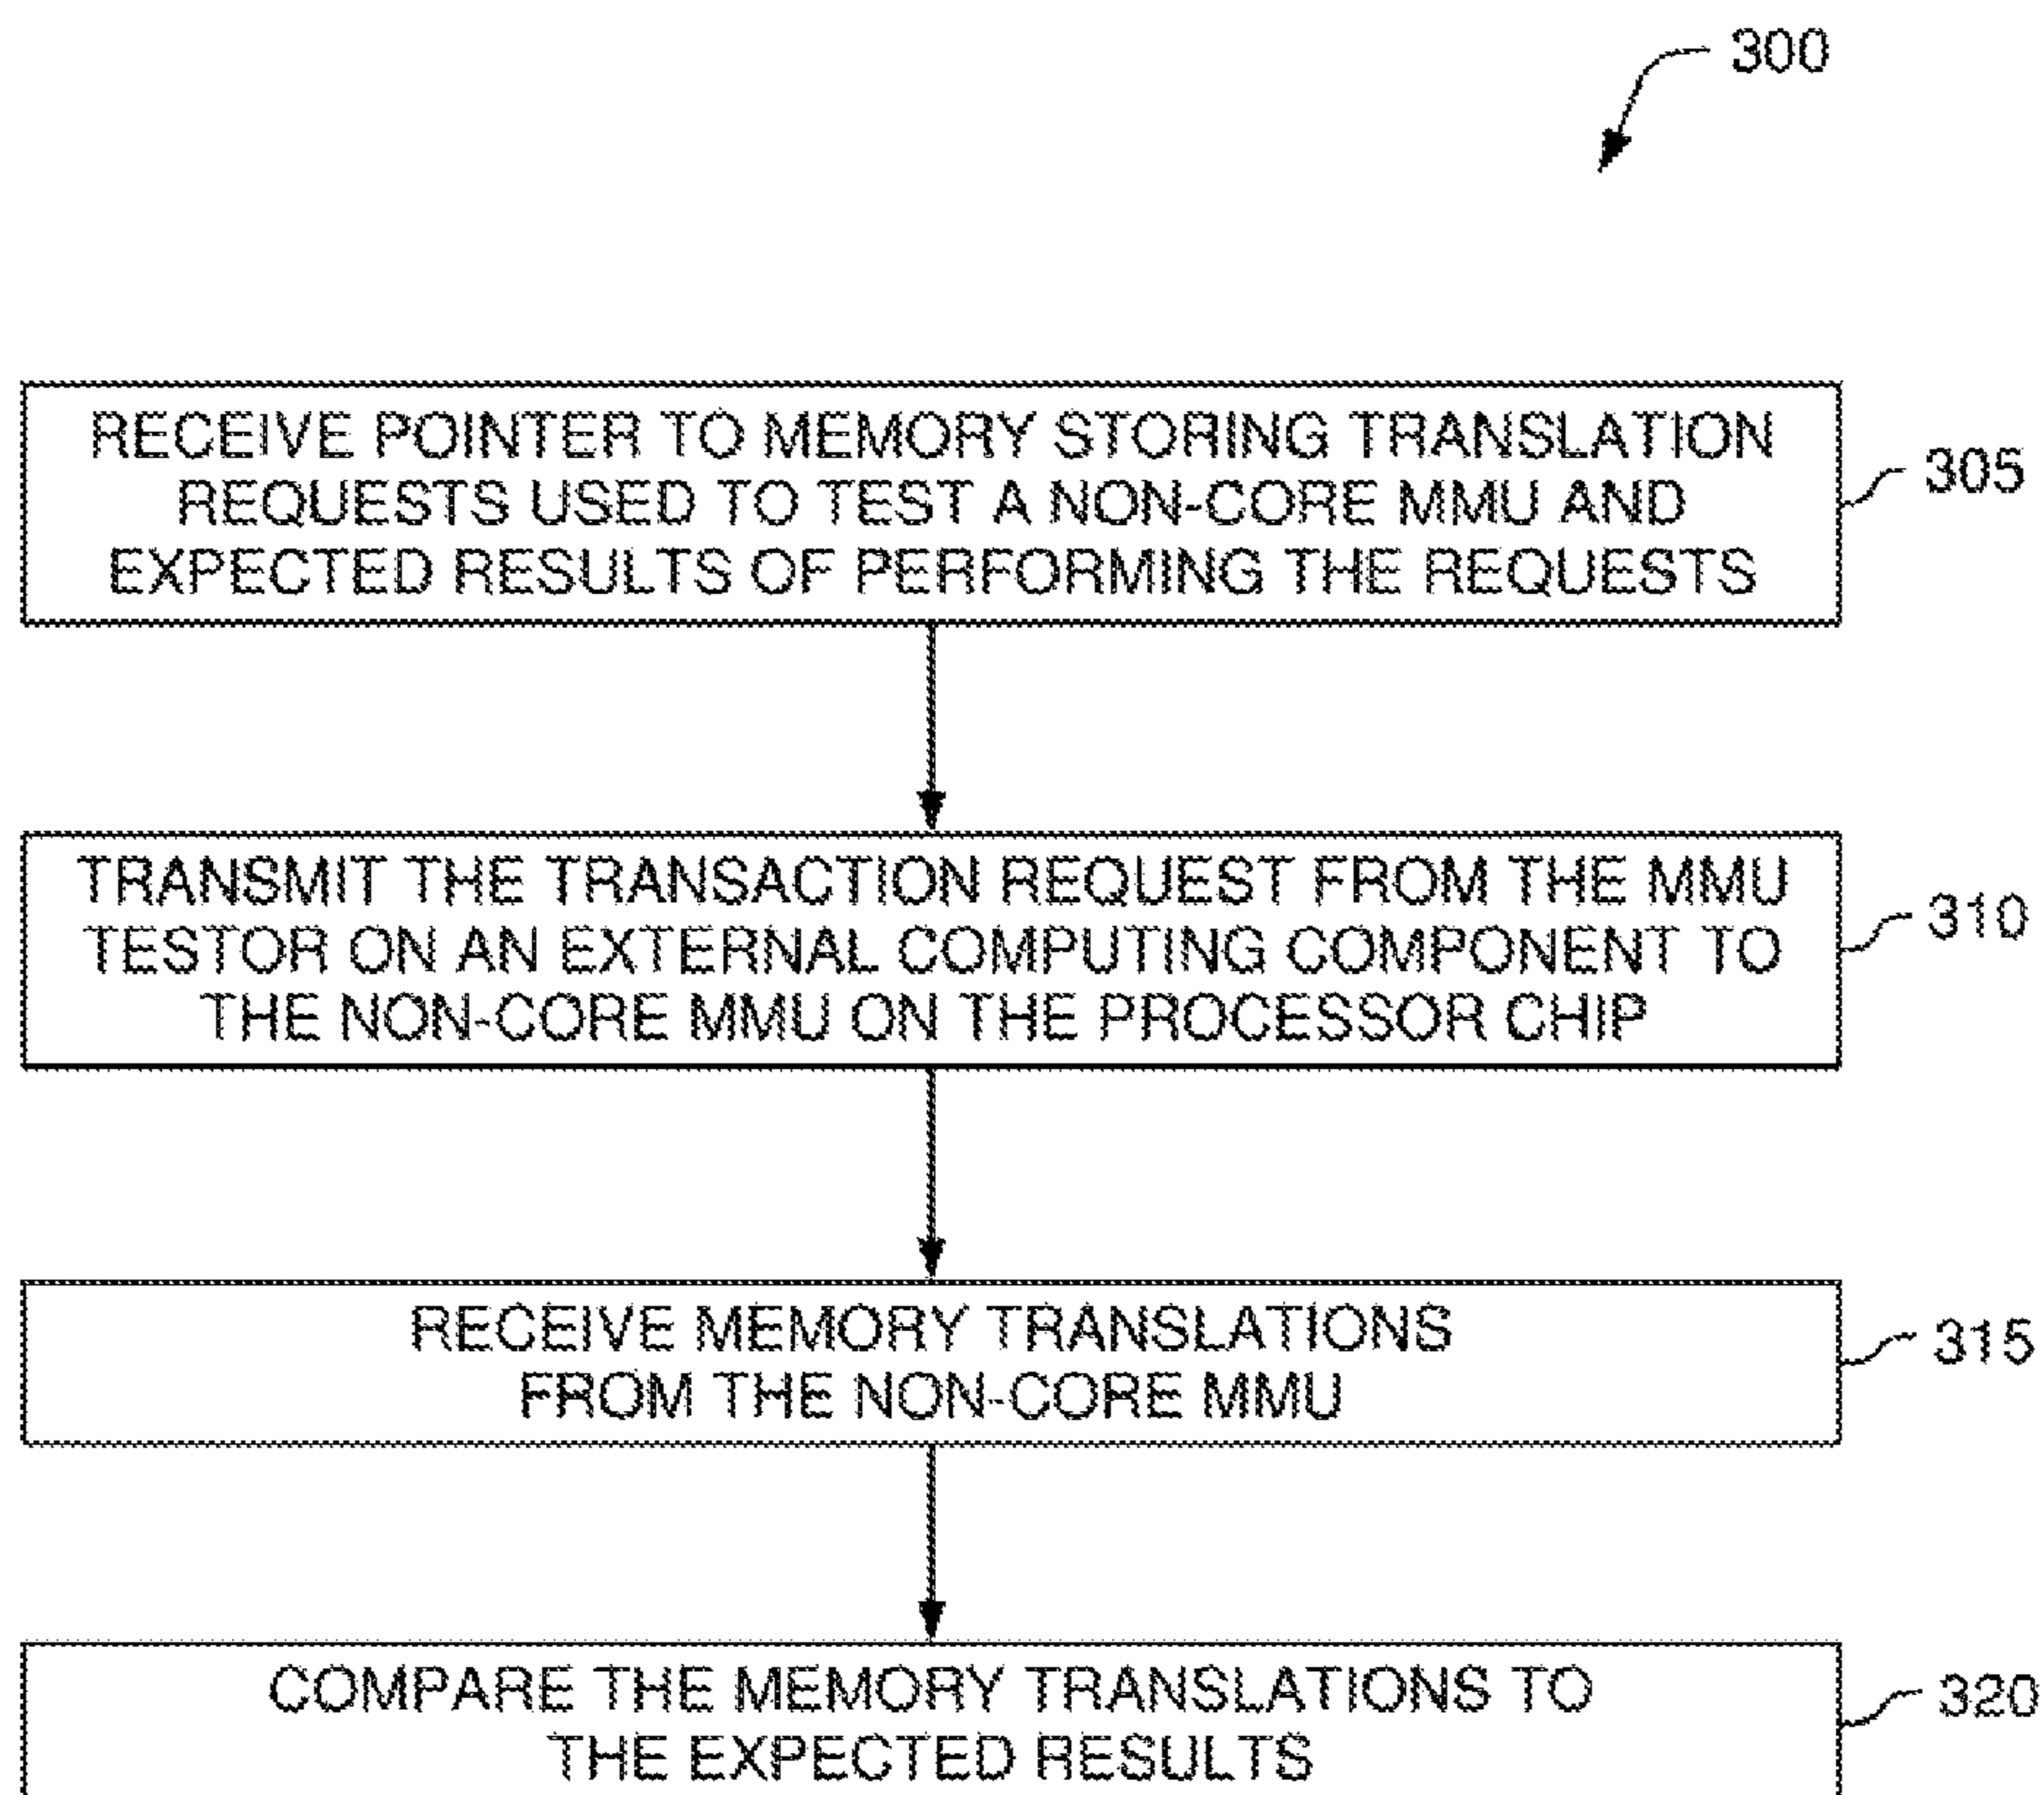 300
RECEIVE POINTER TO MEMORY STORING TRANSLATION
REQUESTS USED TO TEST A NON-CORE MMU AND
EXPECTED RESULTS OF PERFORMING THE REQUESTS
305
TRANSMIT THE TRANSACTION REQUEST FROM THE MMU
TESTOR ON AN EXTERNAL COMPUTING COMPONENT TO
THE NON-CORE MMU ON THE PROCESSOR CHIP
310
RECEIVE MEMORY TRANSLATIONS
FROM THE NON-CORE MMU
315
COMPARE THE MEMORY TRANSLATIONS TO
THE EXPECTED RESULTS
320